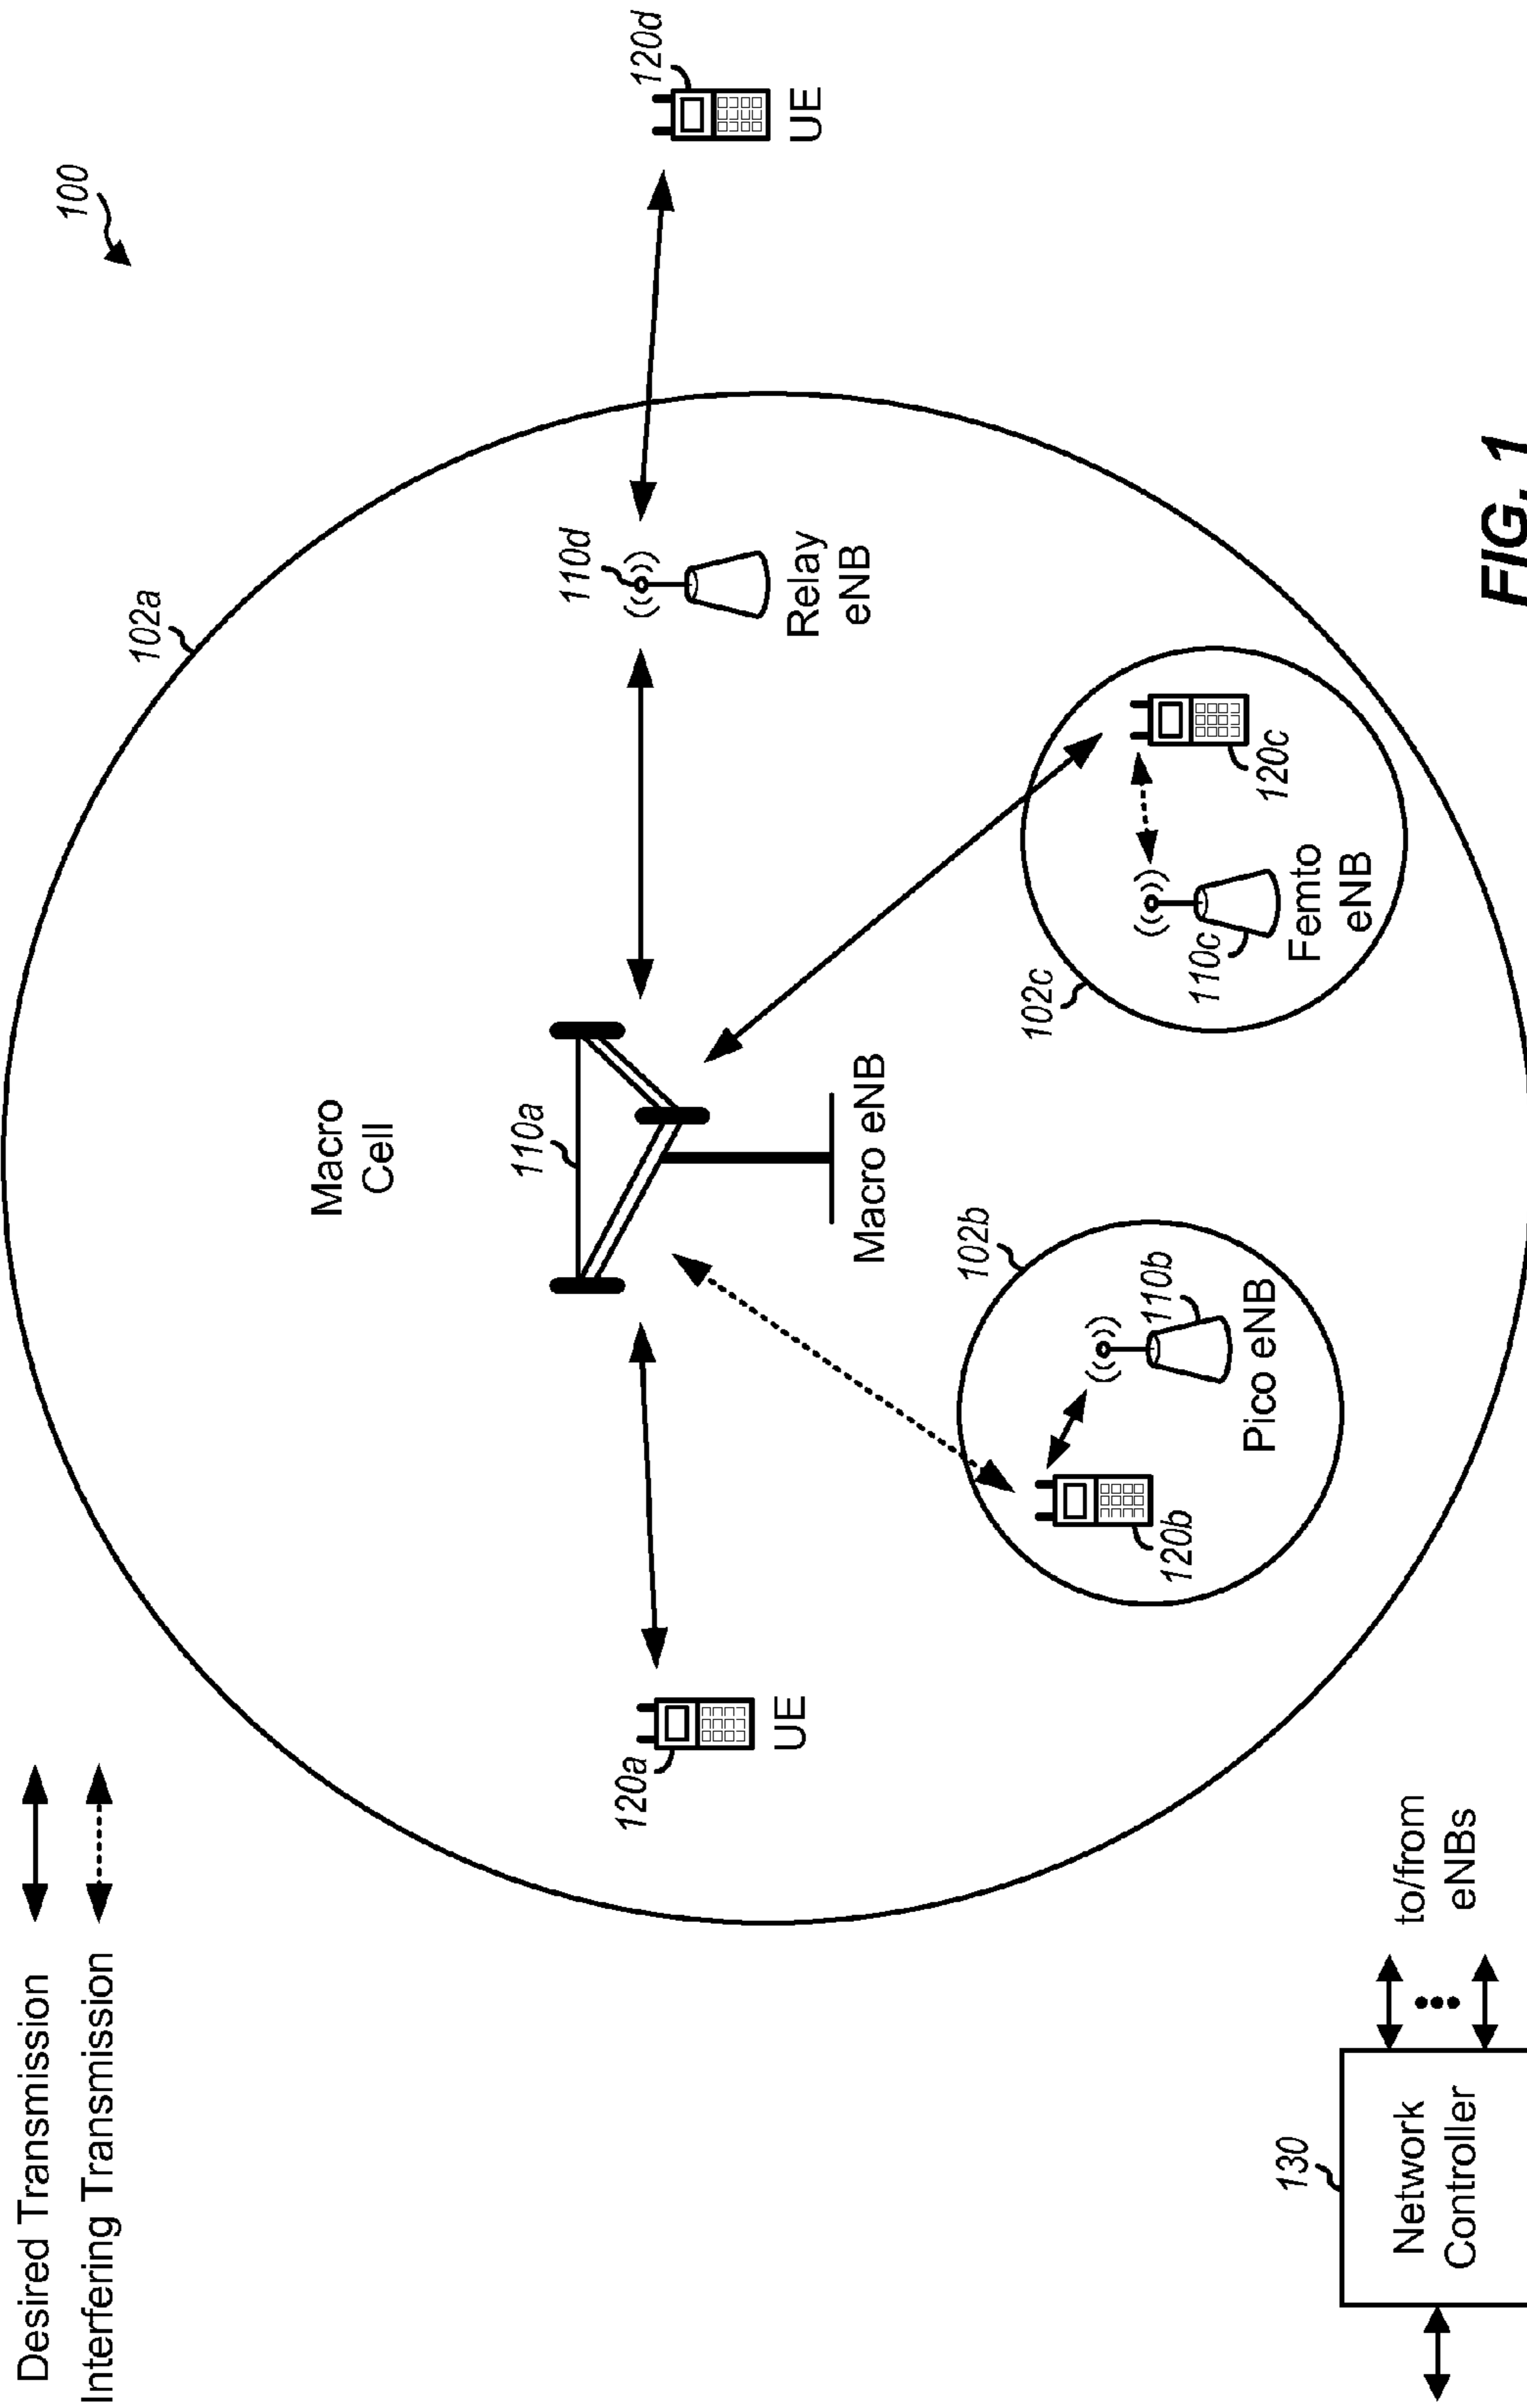 Desired Transmission
Interfering Transmission
100
102a
Macro
Cell
110a
Macro eNB
110d
Relay
eNB
120d
UE
120a
UE
102b
110b
Pico eNB
120b
102c
110c
Femto
eNB
120c
130
Network
Controller
to/from
eNBs
FIG. 1